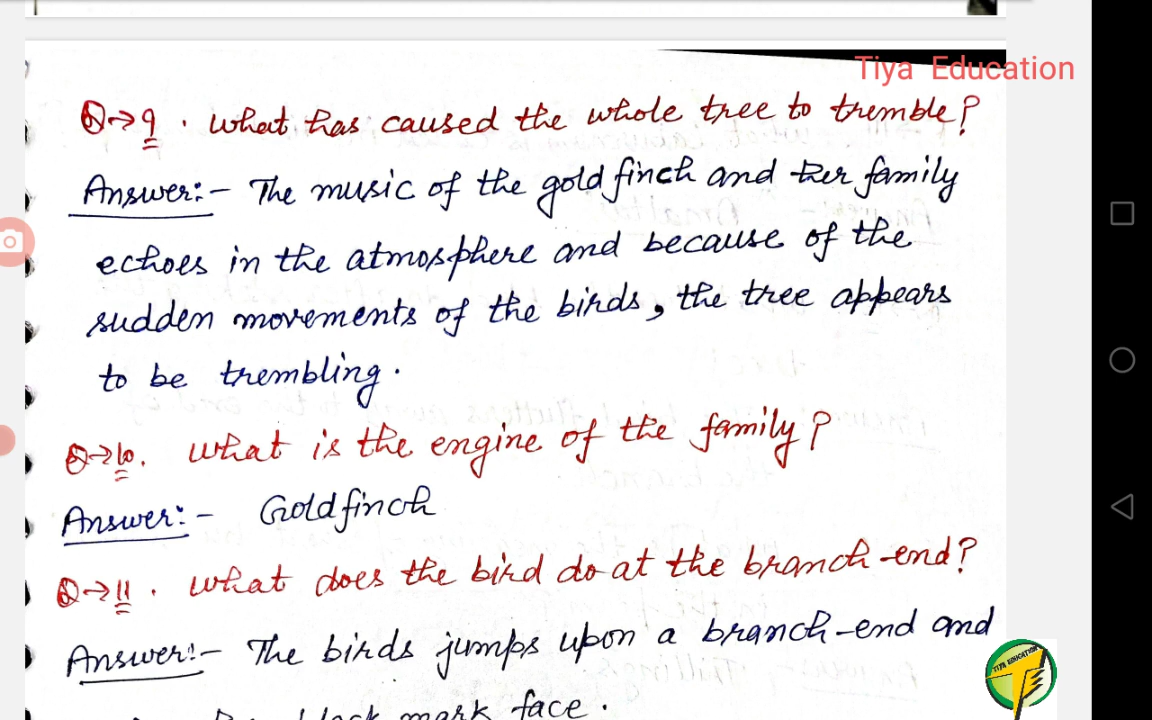 Tiya Education
Q→9. What has caused the whole tree to tremble?
Answer:- The music of the goldfinch and her family
echoes in the atmosphere and because of the
sudden movements of the birds, the tree appears
to be trembling.
Q→10. What is the engine of the family?
Answer:- Goldfinch
Q→11. What does the bird do at the branch-end?
Answer:- The birds jumps upon a branch-end and
mark face.
TIYA EDUCATION